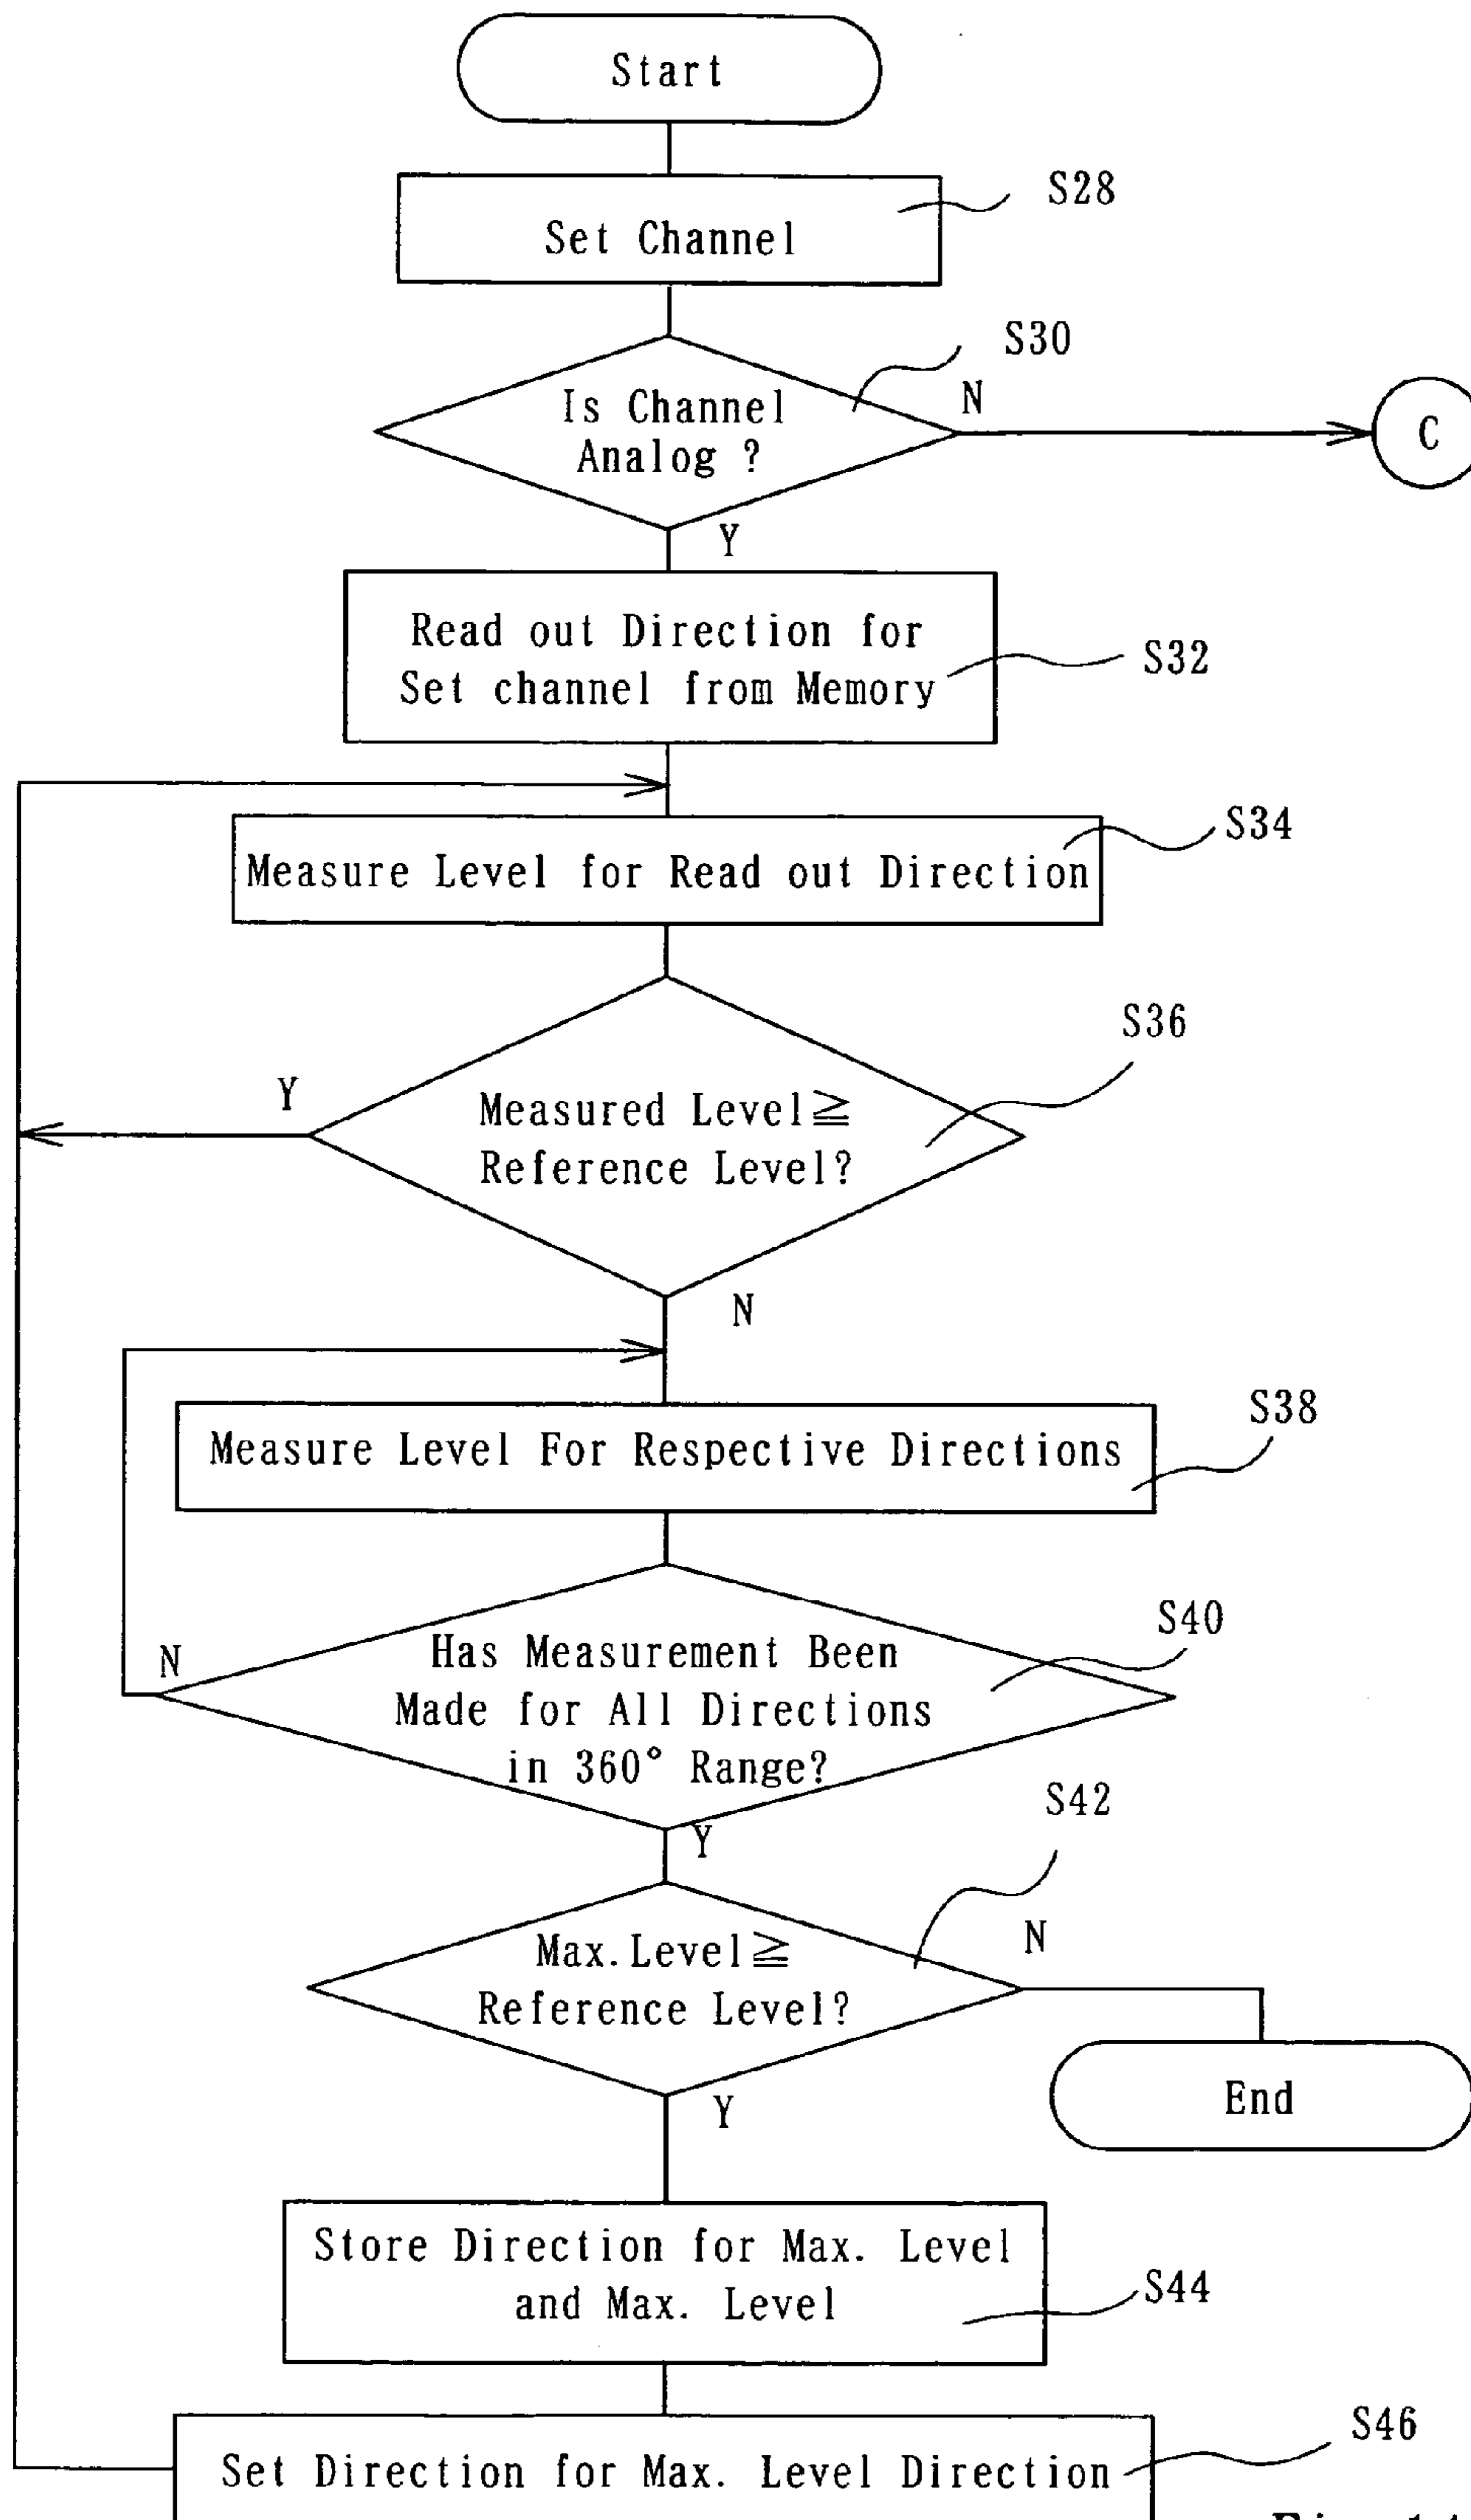 Start
S28
Set Channel
S30
Is Channel
Analog ?
N
C
Y
Read out Direction for
Set channel from Memory
S32
S34
Measure Level for Read out Direction
S36
Y
Measured Level≧
Reference Level?
N
S38
Measure Level For Respective Directions
S40
N
Has Measurement Been
Made for All Directions
in 360° Range?
S42
Y
N
Max.Level≧
Reference Level?
End
Y
Store Direction for Max. Level
and Max. Level
S44
S46
Set Direction for Max. Level Direction